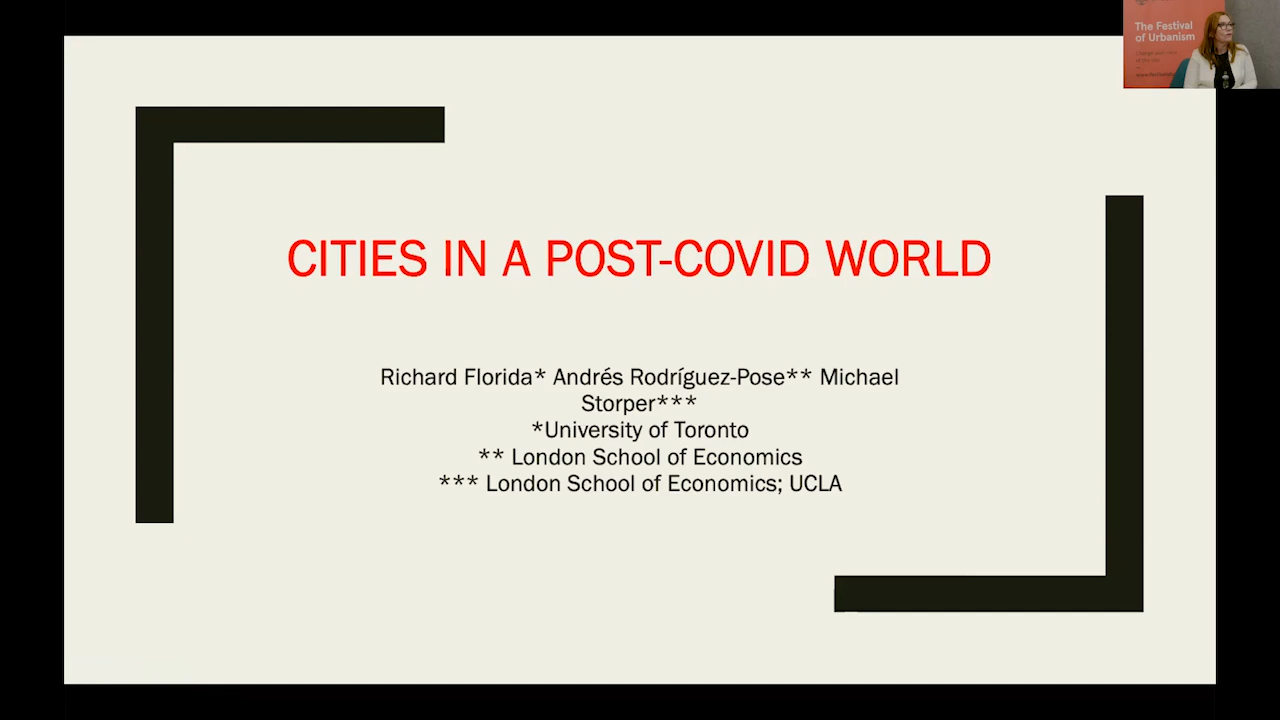 The Festival
of Urbanism
CITIES IN A POST-COVID WORLD
Richard Florida* Andrés Rodríguez-Pose** Michael
Storper***
*University of Toronto
** London School of Economics
*** London School of Economics; UCLA